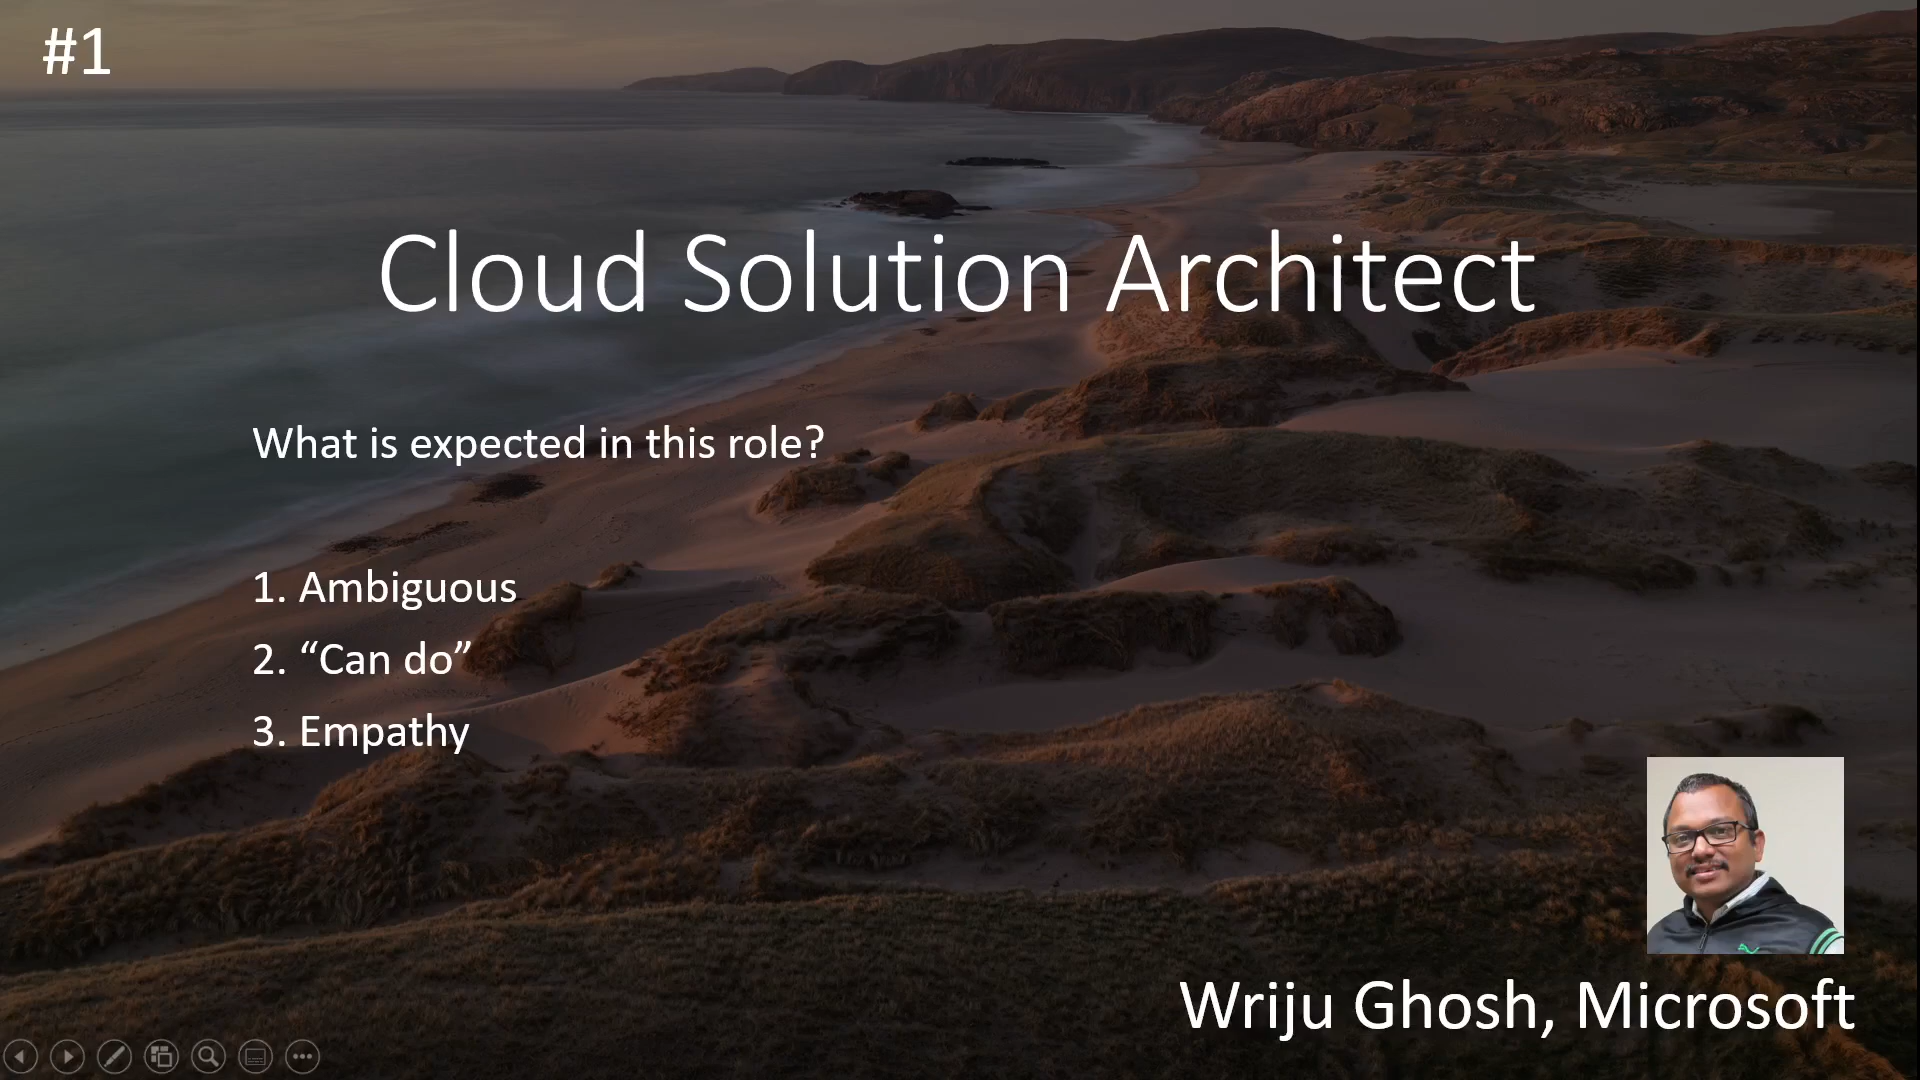 #1
Cloud Solution Architect
What is expected in this role?
1. Ambiguous
2. “Can do”
3. Empathy
Wriju Ghosh, Microsoft